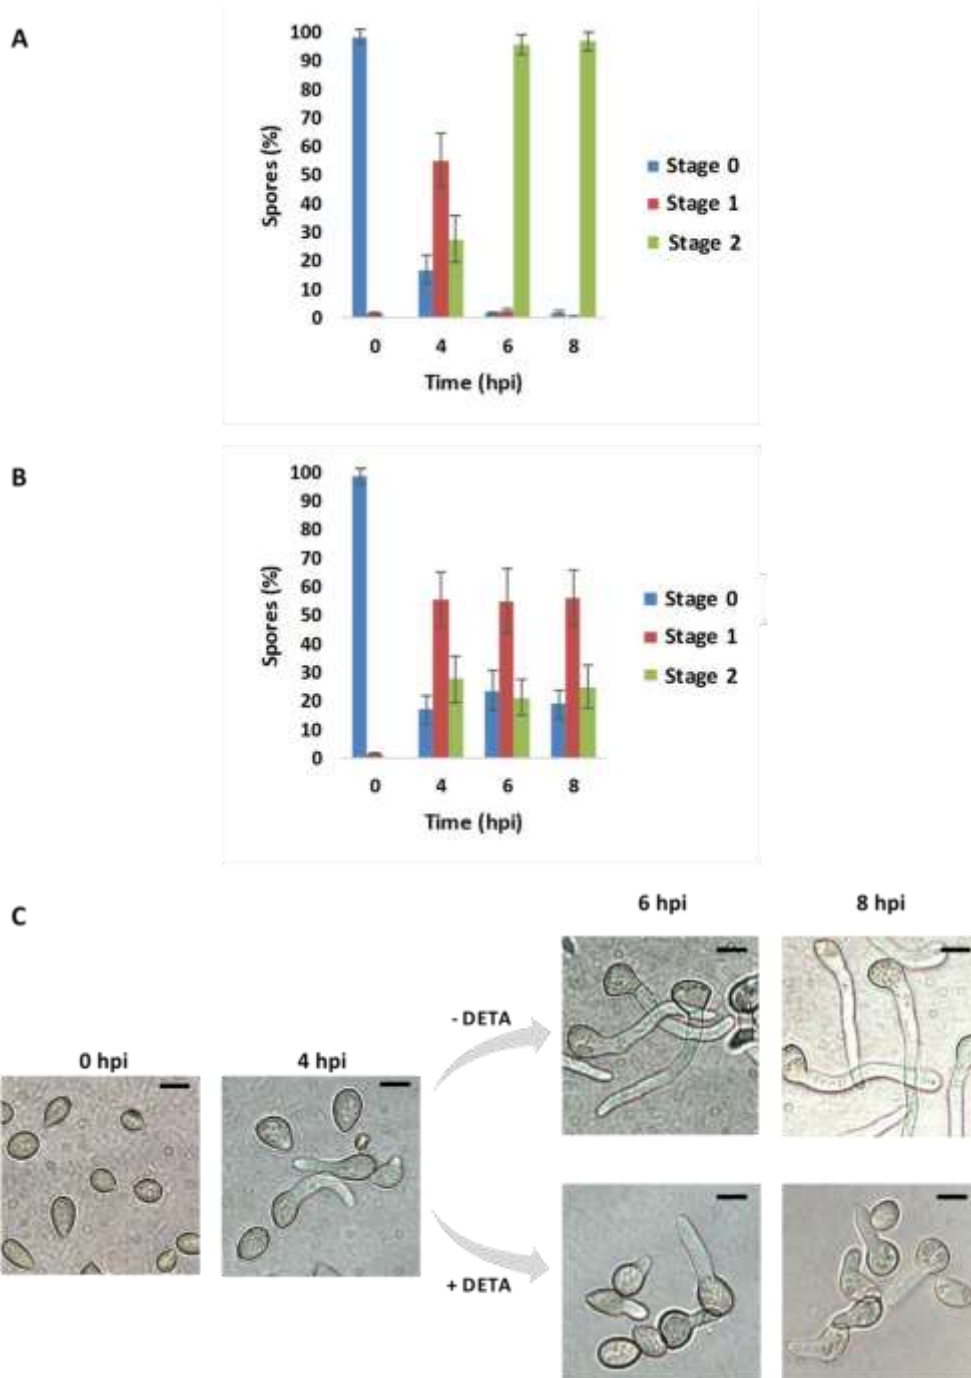 A
100
90
80
70
60
50
40
30
20
10
0
Spores (%)
0 4 6 8
Time (hpi)
Stage 0
Stage 1
Stage 2
B
100
90
80
70
60
50
40
30
20
10
0
Spores (%)
0 4 6 8
Time (hpi)
Stage 0
Stage 1
Stage 2
C
6 hpi 8 hpi
- DETA
0 hpi 4 hpi
+ DETA